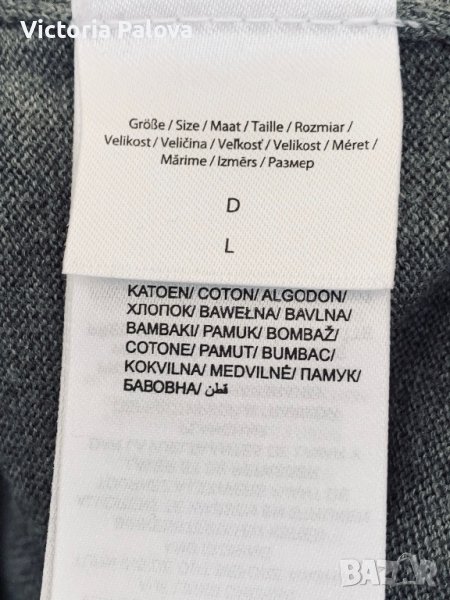 Victoria Palova
Größe / Size / Maat / Taille / Rozmiar /
Velikost / Veličina / Veľkosť / Velikost / Méret /
Mărime / Izmērs / Размер
D
L
KATOEN/ COTON/ ALGODON/
ХЛОПОК/ BAWEŁNA/ BAVLNA/
BAMBAKI/ PAMUK/ BOMBAŽ/
COTONE/ PAMUT/ BUMBAC/
KOKVILNA/ MEDVILNĖ/ ПАМУК/
БАВОВНА/ قطن
BAZAR